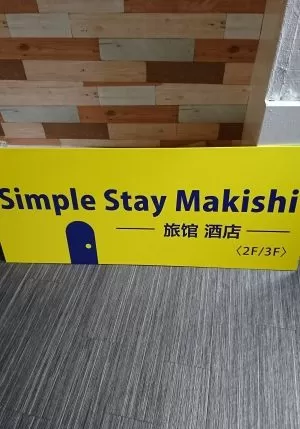 Simple Stay Makishi
旅馆 酒店
〈2F/3F〉